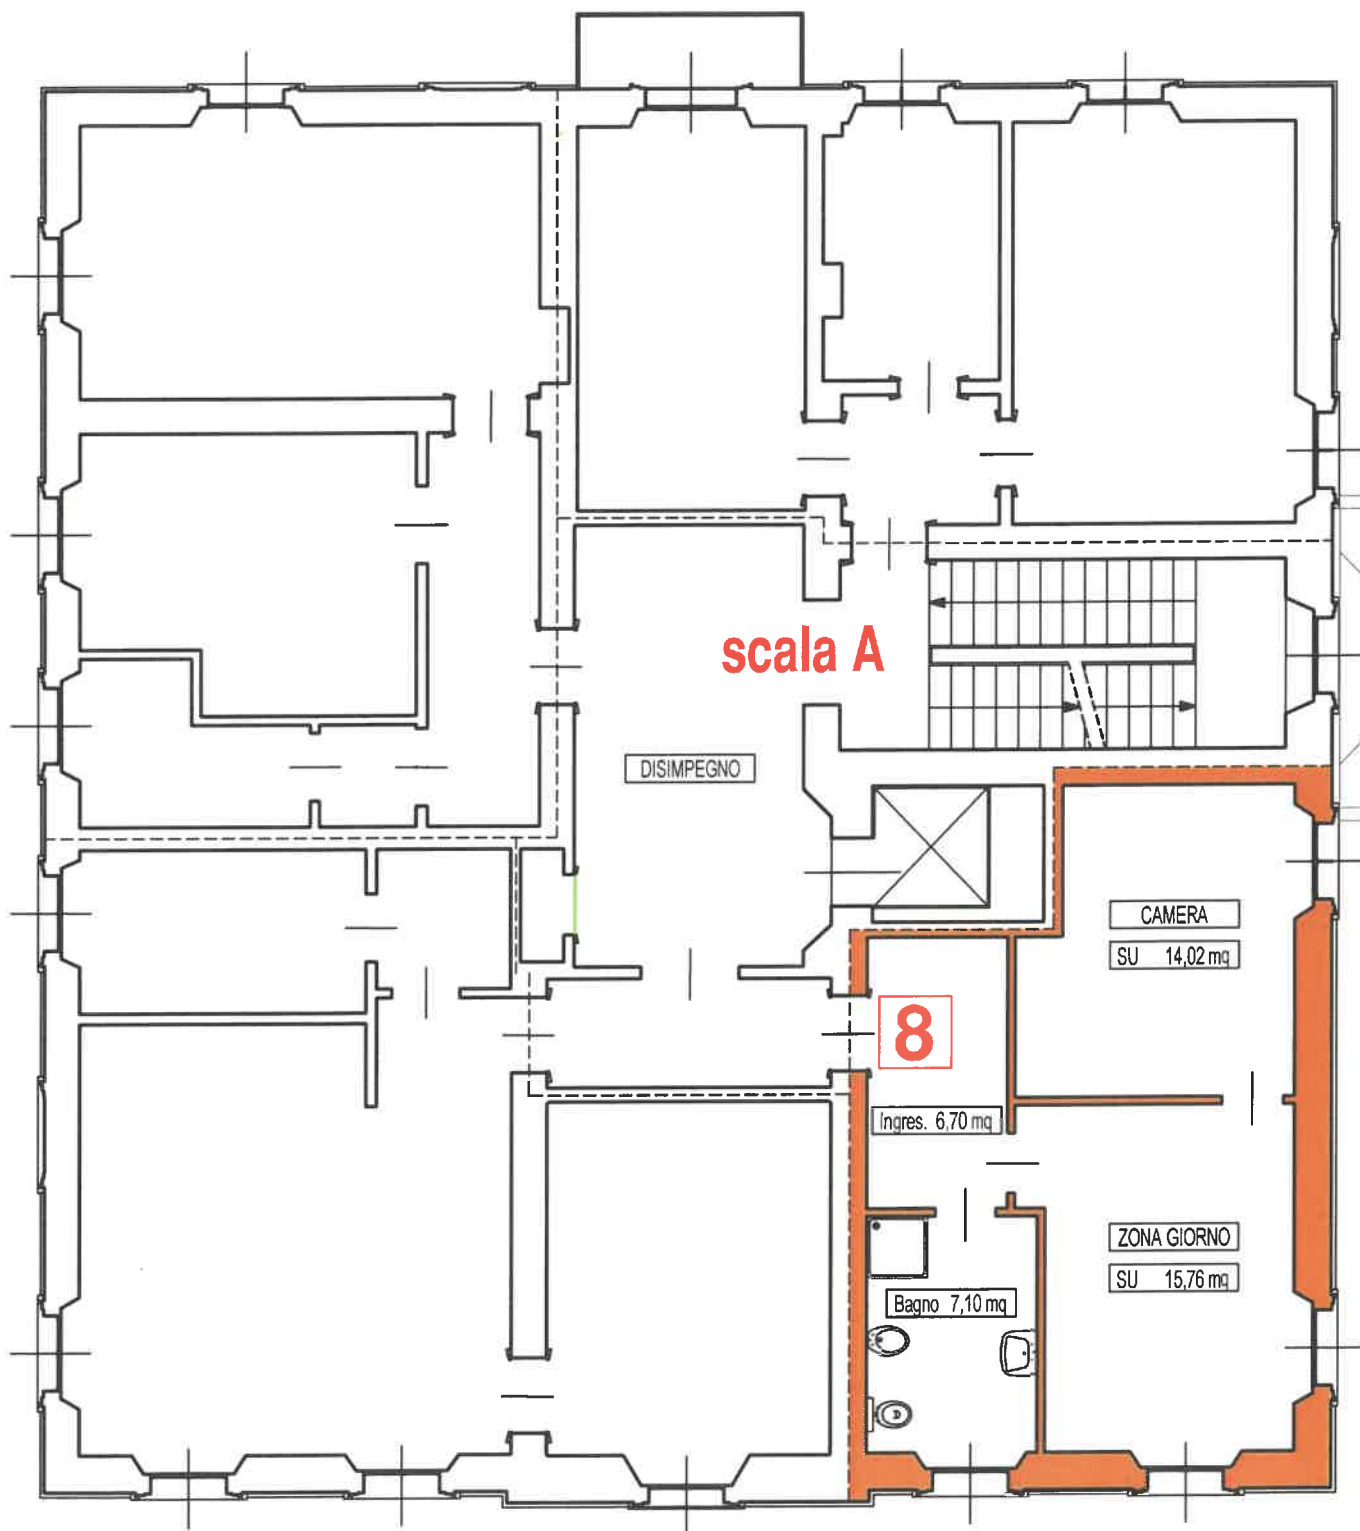 scala A
DISIMPEGNO
CAMERA
SU 14,02 mq
8
Ingres. 6,70 mq
ZONA GIORNO
SU 15,76 mq
Bagno 7,10 mq